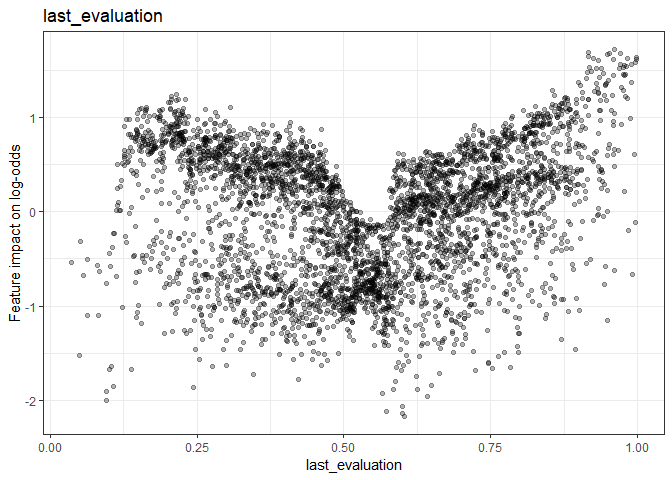 last_evaluation
Feature impact on log-odds
1
0
-1
-2
0.00 0.25 0.50 0.75 1.00
last_evaluation